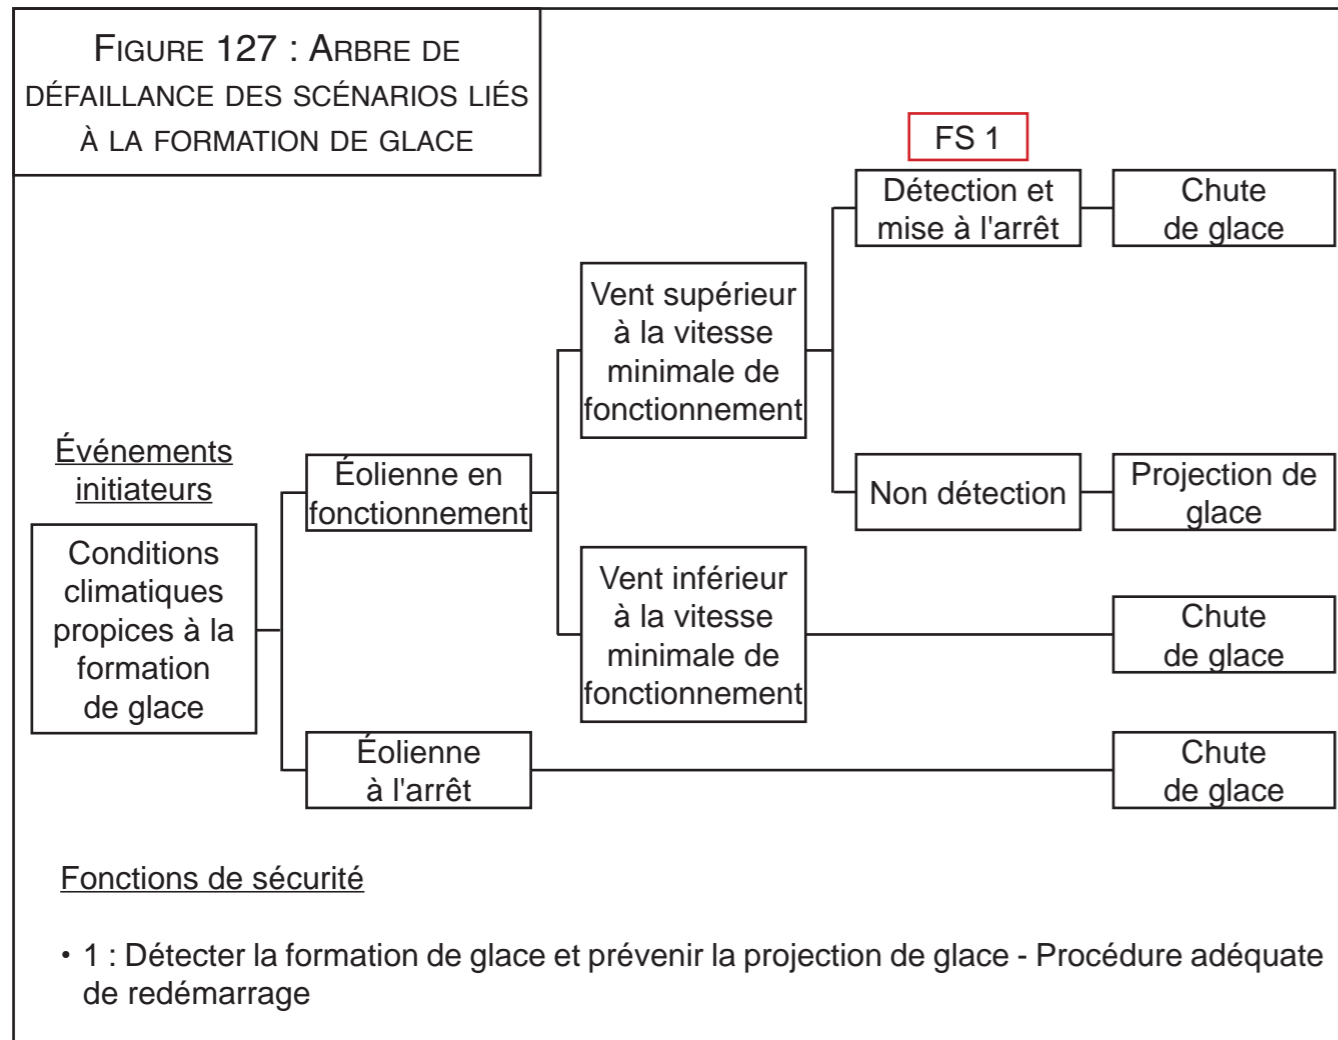 FIGURE 127 : ARBRE DE
DÉFAILLANCE DES SCÉNARIOS LIÉS
À LA FORMATION DE GLACE
FS 1
Détection et
mise à l'arrêt
Chute
de glace
Vent supérieur
à la vitesse
minimale de
fonctionnement
Événements
initiateurs
Éolienne en
fonctionnement
Non détection
Projection de
glace
Conditions
climatiques
propices à la
formation
de glace
Vent inférieur
à la vitesse
minimale de
fonctionnement
Chute
de glace
Éolienne
à l'arrêt
Chute
de glace
Fonctions de sécurité
• 1 : Détecter la formation de glace et prévenir la projection de glace - Procédure adéquate
de redémarrage